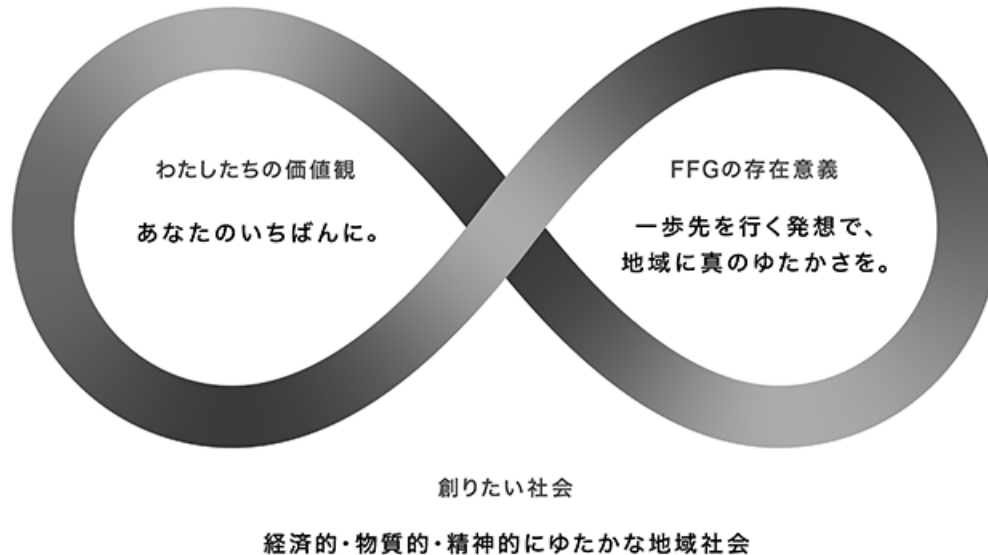 わたしたちの価値観
あなたのいちばんに。
FFGの存在意義
一歩先を行く発想で、
地域に真のゆたかさを。
創りたい社会
経済的・物質的・精神的にゆたかな地域社会